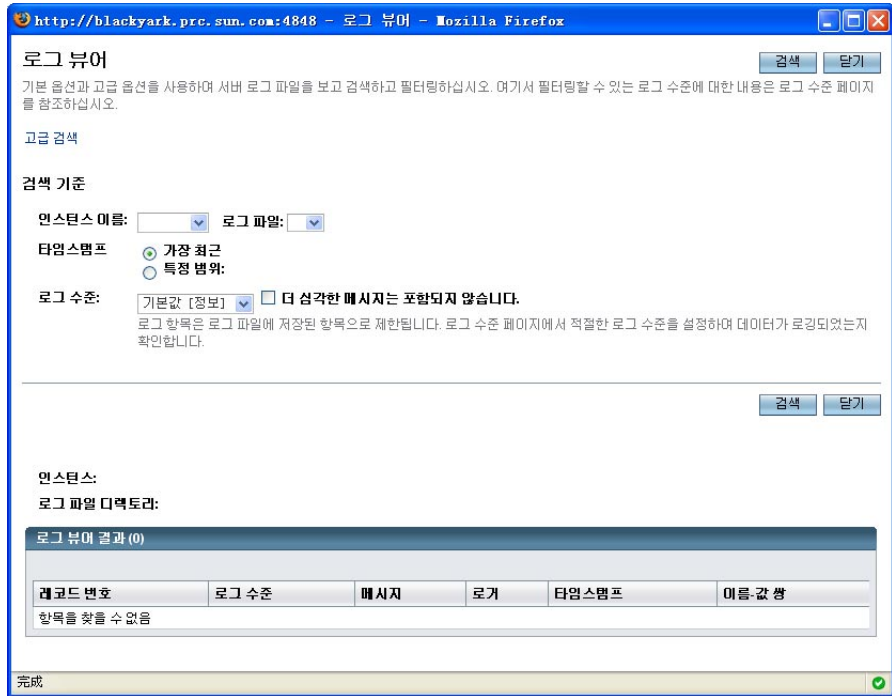 http://blackyark.prc.sun.com:4848 - 로그 뷰어 - Mozilla Firefox
로그 뷰어
검색 닫기
기본 옵션과 고급 옵션을 사용하여 서버 로그 파일을 보고 검색하고 필터링하십시오. 여기서 필터링할 수 있는 로그 수준에 대한 내용은 로그 수준 페이지
를 참조하십시오.
고급 검색
검색 기준
인스턴스 이름: 로그 파일:
타임스탬프 가장 최근
특정 범위:
로그 수준: 기본값 [정보] 더 심각한 메시지는 포함되지 않습니다.
로그 항목은 로그 파일에 저장된 항목으로 제한됩니다. 로그 수준 페이지에서 적절한 로그 수준을 설정하여 데이터가 로깅되었는지
확인합니다.
검색 닫기
인스턴스:
로그 파일 디렉토리:
로그 뷰어 결과 (0)
레코드 번호 로그 수준 메시지 로거 타임스탬프 이름-값 쌍
항목을 찾을 수 없음
完成